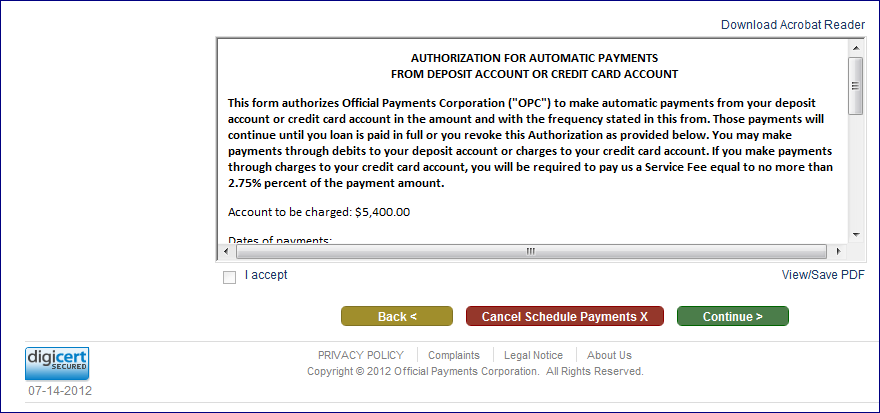 Download Acrobat Reader
AUTHORIZATION FOR AUTOMATIC PAYMENTS
FROM DEPOSIT ACCOUNT OR CREDIT CARD ACCOUNT
This form authorizes Official Payments Corporation ("OPC") to make automatic payments from your deposit
account or credit card account in the amount and with the frequency stated in this from. Those payments will
continue until you loan is paid in full or you revoke this Authorization as provided below. You may make
payments through debits to your deposit account or charges to your credit card account. If you make payments
through charges to your credit card account, you will be required to pay us a Service Fee equal to no more than
2.75% percent of the payment amount.
Account to be charged: $5,400.00
Dates of payments:
I accept
View/Save PDF
Back <
Cancel Schedule Payments X
Continue >
digicert
SECURED
07-14-2012
PRIVACY POLICY
Complaints
Legal Notice
About Us
Copyright © 2012 Official Payments Corporation. All Rights Reserved.